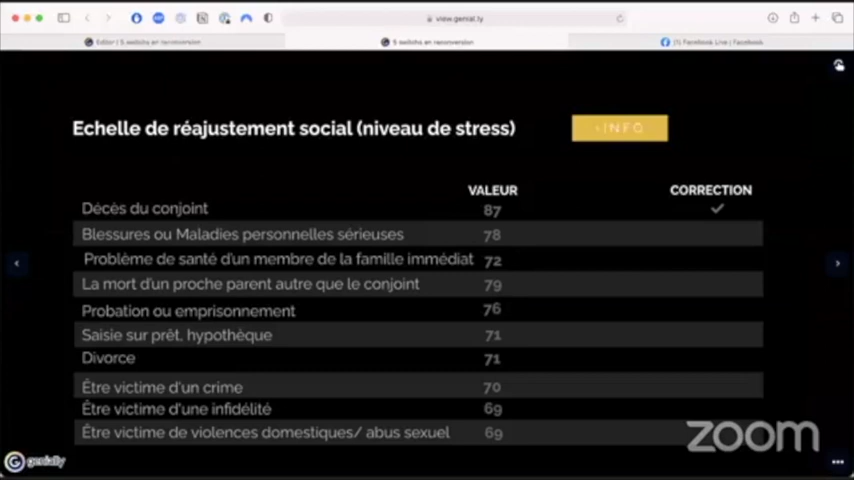 view.genial.ly
Editor | 5 switchs en reconversion
5 switchs en reconversion
(1) Facebook Live | Facebook
Echelle de réajustement social (niveau de stress)
+INFO
VALEUR
CORRECTION
Décès du conjoint 87 ✓
Blessures ou Maladies personnelles sérieuses 78
Problème de santé d'un membre de la famille immédiat 72
La mort d'un proche parent autre que le conjoint 79
Probation ou emprisonnement 76
Saisie sur prêt, hypothèque 71
Divorce 71
Être victime d'un crime 70
Être victime d'une infidélité 69
Être victime de violences domestiques/ abus sexuel 69
zoom
genially